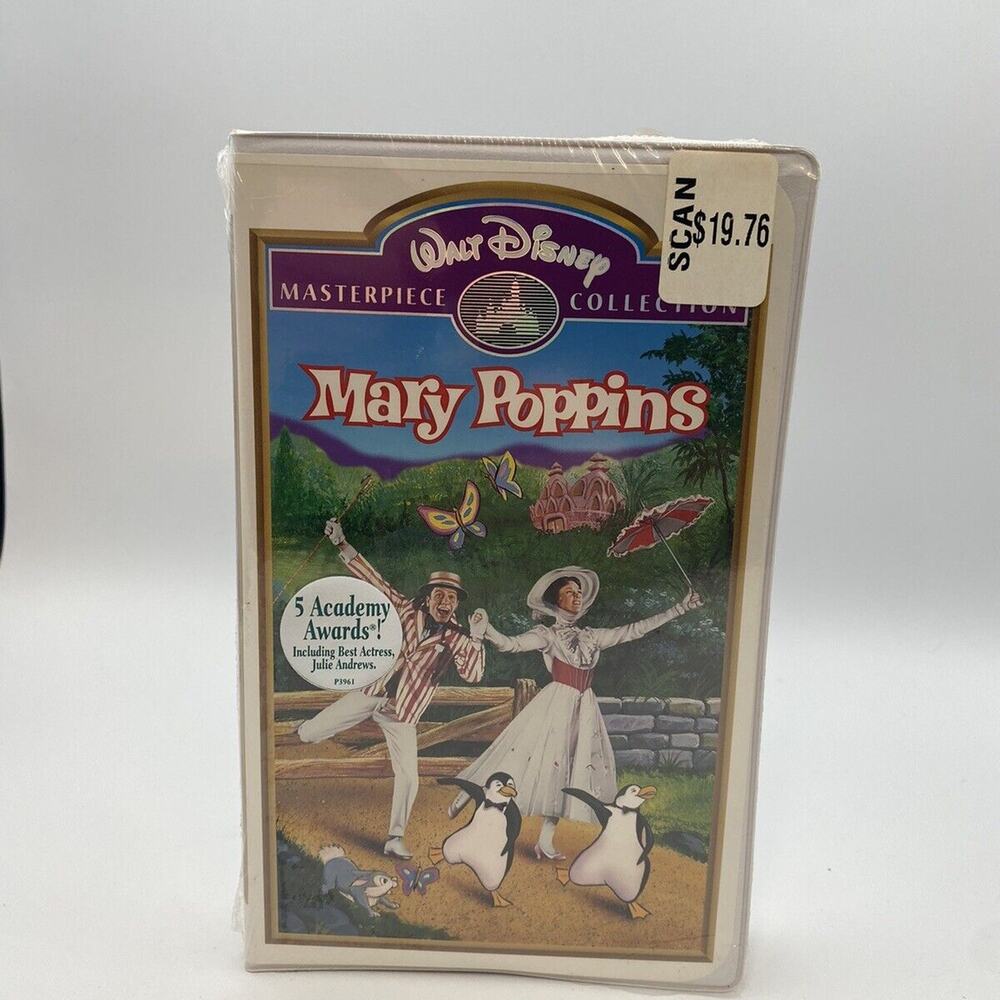 WALT DISNEY
MASTERPIECE COLLECTION
SCAN
$19.76
Mary Poppins
5 Academy
Awards®!
Including Best Actress,
Julie Andrews.
P3961